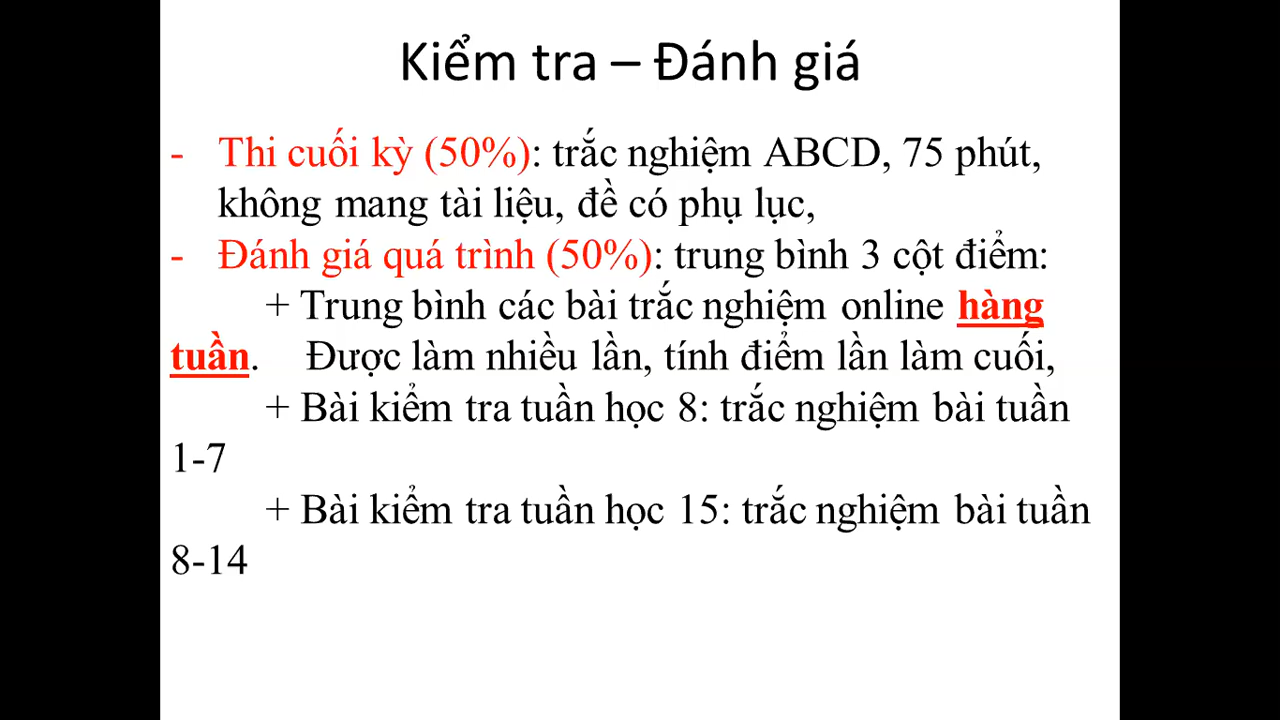 Kiểm tra – Đánh giá
- Thi cuối kỳ (50%): trắc nghiệm ABCD, 75 phút,
không mang tài liệu, đề có phụ lục,
- Đánh giá quá trình (50%): trung bình 3 cột điểm:
+ Trung bình các bài trắc nghiệm online hàng
tuần. Được làm nhiều lần, tính điểm lần làm cuối,
+ Bài kiểm tra tuần học 8: trắc nghiệm bài tuần
1-7
+ Bài kiểm tra tuần học 15: trắc nghiệm bài tuần
8-14